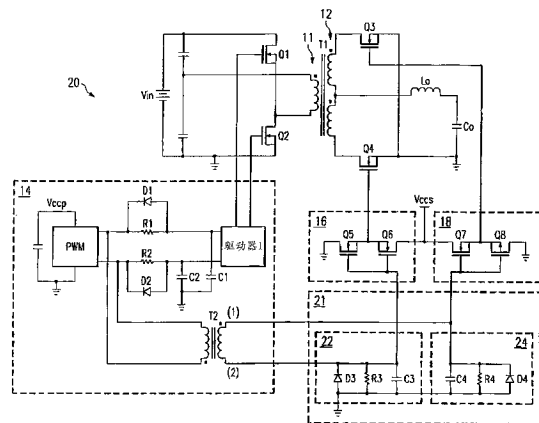 12
Q3
T1
11
Q1
20
Vin
Lo
Co
Q2
Q4
14
D1
Vccp
R1
PWM
R2
驱动器1
D2
C2
C1
T2
(1)
(2)
16
Vccs
18
Q5
Q6
Q7
Q8
21
22
24
D3
R3
C3
C4
R4
D4